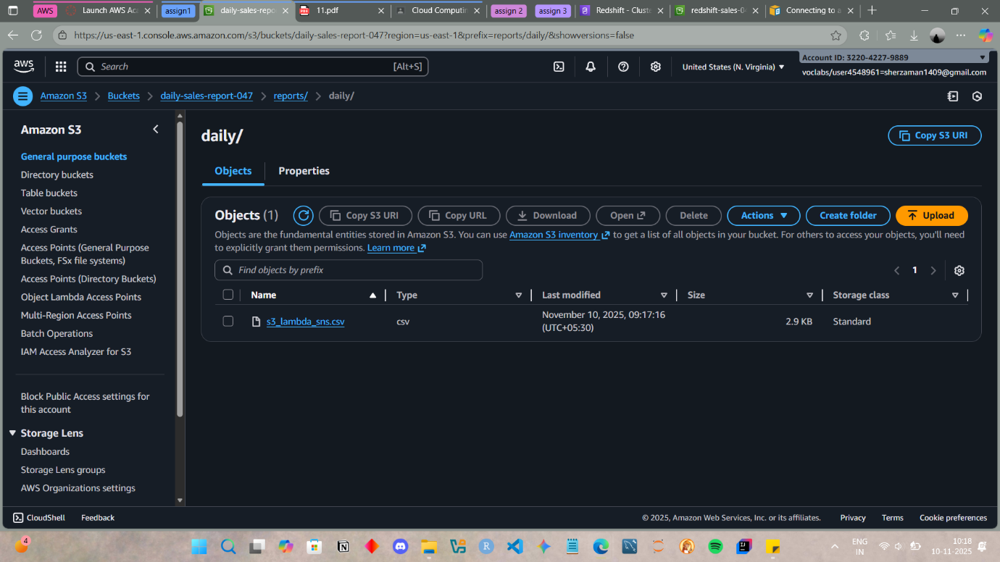 AWS
Launch AWS Aca
assign1
daily-sales-repo
11.pdf
Cloud Computin
assign 2
assign 3
Redshift - Cluste
redshift-sales-0
Connecting to a
https://us-east-1.console.aws.amazon.com/s3/buckets/daily-sales-report-047?region=us-east-1&prefix=reports/daily/&showversions=false
aws
Search
[Alt+S]
United States (N. Virginia)
Account ID: 3220-4227-9889
voclabs/user4548961=sherzaman1409@gmail.com
Amazon S3
Buckets
daily-sales-report-047
reports/
daily/
Amazon S3
General purpose buckets
Directory buckets
Table buckets
Vector buckets
Access Grants
Access Points (General Purpose
Buckets, FSx file systems)
Access Points (Directory Buckets)
Object Lambda Access Points
Multi-Region Access Points
Batch Operations
IAM Access Analyzer for S3
Block Public Access settings for
this account
Storage Lens
Dashboards
Storage Lens groups
AWS Organizations settings
daily/
Copy S3 URI
Objects
Properties
Objects (1)
Copy S3 URI
Copy URL
Download
Open
Delete
Actions
Create folder
Upload
Objects are the fundamental entities stored in Amazon S3. You can use Amazon S3 inventory to get a list of all objects in your bucket. For others to access your objects, you'll need
to explicitly grant them permissions. Learn more
Find objects by prefix
1
Name
Type
Last modified
Size
Storage class
s3_lambda_sns.csv
csv
November 10, 2025, 09:17:16
(UTC+05:30)
2.9 KB
Standard
CloudShell
Feedback
© 2025, Amazon Web Services, Inc. or its affiliates.
Privacy
Terms
Cookie preferences
4
ENG
IN
10:18
10-11-2025